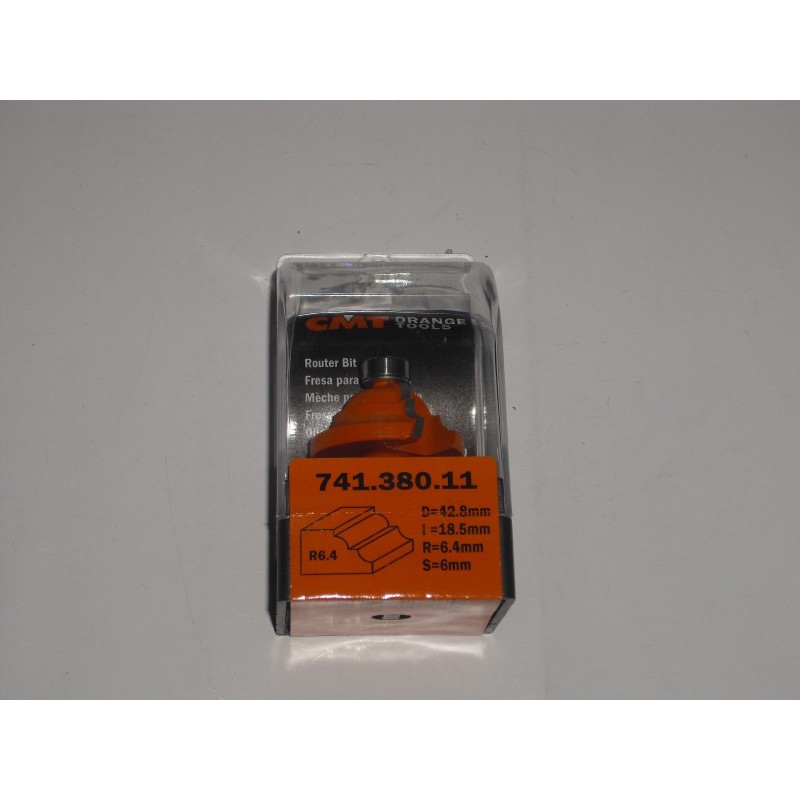 CMT ORANGE TOOLS
Router Bit
Fresa para
Mèche
741.380.11
D=42.8mm
I=18.5mm
R=6.4mm
S=6mm
R6.4